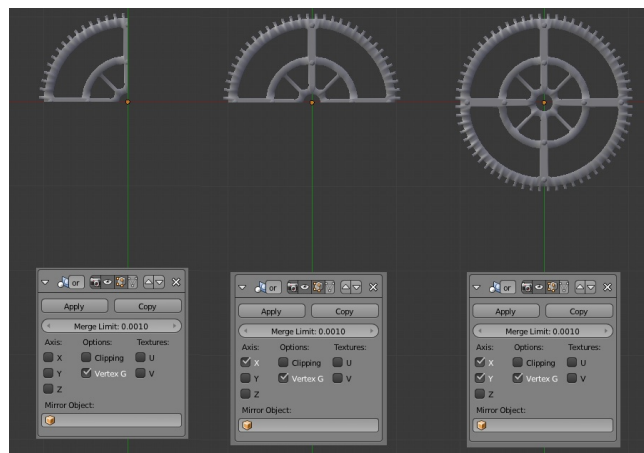 or
Apply Copy
Merge Limit: 0.0010
Axis: Options: Textures:
X Clipping U
Y Vertex G V
Z
Mirror Object:
or
Apply Copy
Merge Limit: 0.0010
Axis: Options: Textures:
X Clipping U
Y Vertex G V
Z
Mirror Object:
or
Apply Copy
Merge Limit: 0.0010
Axis: Options: Textures:
X Clipping U
Y Vertex G V
Z
Mirror Object: